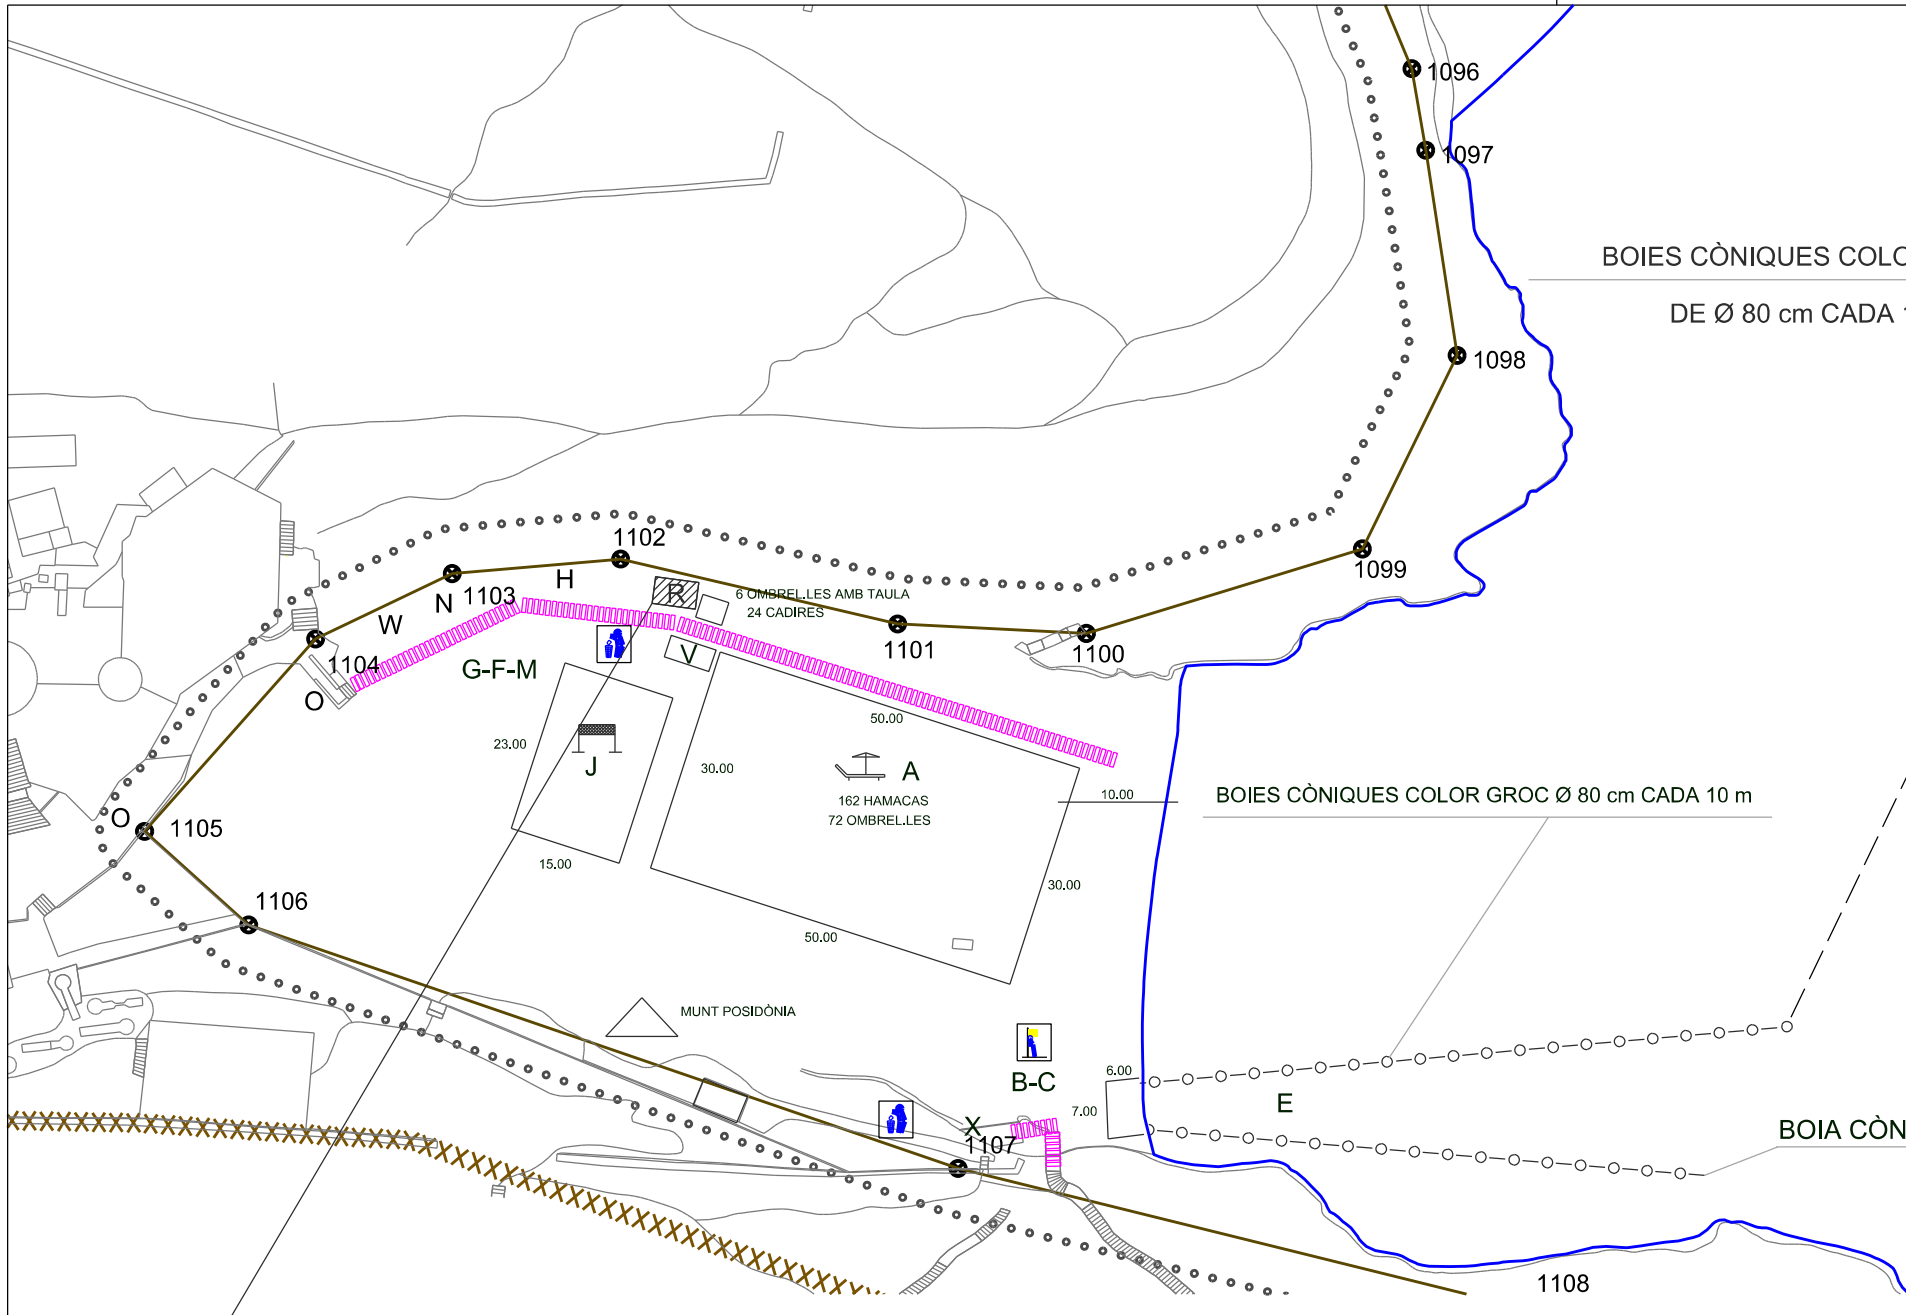 1096
1097
BOIES CÒNIQUES COLO
DE Ø 80 cm CADA 1
1098
1102
1099
H
N
1103
R
6 OMBREL.LES AMB TAULA
24 CADIRES
W
1101
1100
1104
V
G-F-M
O
50.00
23.00
J
30.00
A
162 HAMACAS
72 OMBREL.LES
10.00
BOIES CÒNIQUES COLOR GROC Ø 80 cm CADA 10 m
O
1105
15.00
30.00
1106
50.00
MUNT POSIDÒNIA
6.00
B-C
E
7.00
X
1107
BOIA CÒN
1108